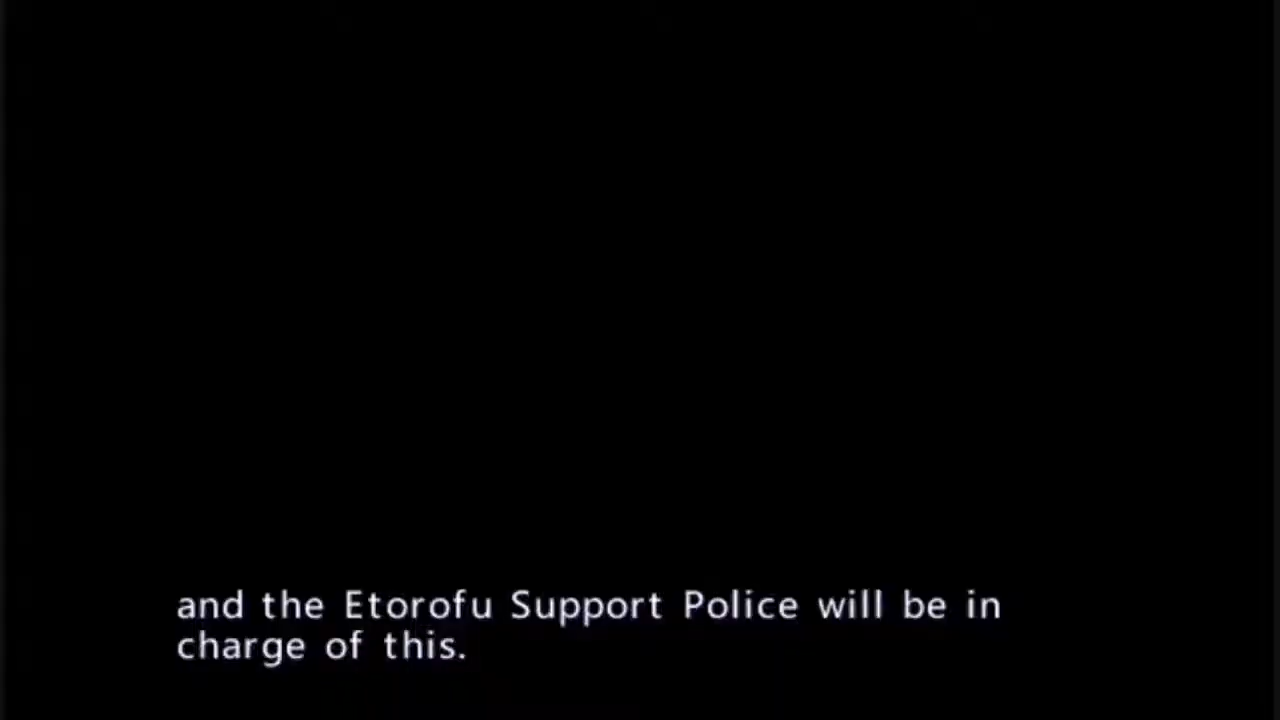 and the Etorofu Support Police will be in
charge of this.